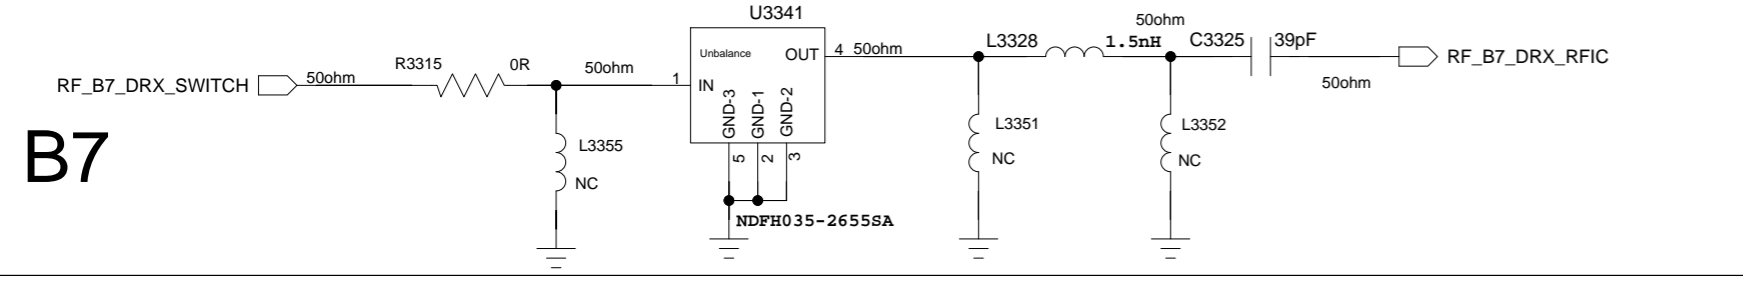 U3341
50ohm
Unbalance
OUT
4 50ohm
L3328
1.5nH
C3325
39pF
RF_B7_DRX_RFIC
R3315
0R
50ohm
RF_B7_DRX_SWITCH
50ohm
1
IN
50ohm
GND-3
GND-1
GND-2
L3351
L3352
B7
L3355
5
2
3
NC
NC
NC
NDFH035-2655SA